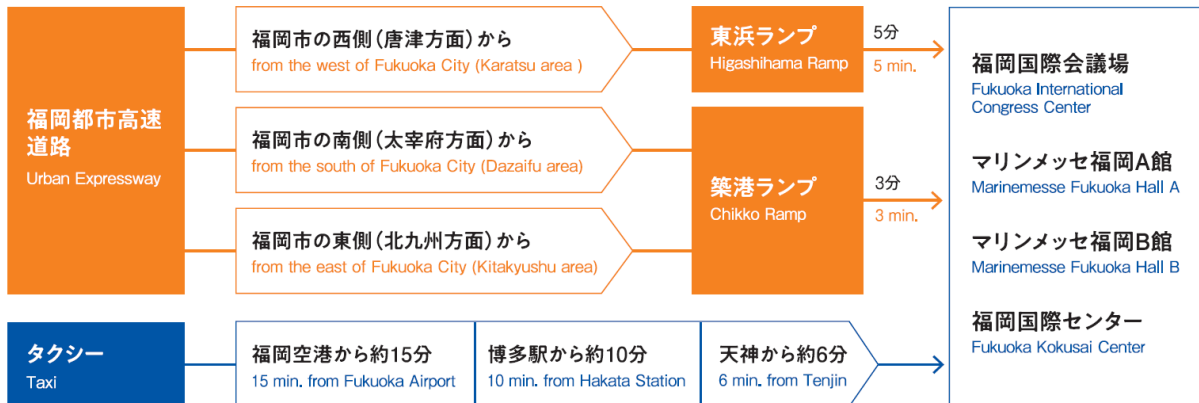 福岡都市高速
道路
Urban Expressway
福岡市の西側（唐津方面）から
from the west of Fukuoka City (Karatsu area )
東浜ランプ
Higashihama Ramp
5分
5 min.
福岡市の南側（太宰府方面）から
from the south of Fukuoka City (Dazaifu area)
福岡市の東側（北九州方面）から
from the east of Fukuoka City (Kitakyushu area)
築港ランプ
Chikko Ramp
3分
3 min.
タクシー
Taxi
福岡空港から約15分
15 min. from Fukuoka Airport
博多駅から約10分
10 min. from Hakata Station
天神から約6分
6 min. from Tenjin
福岡国際会議場
Fukuoka International
Congress Center
マリンメッセ福岡A館
Marinemesse Fukuoka Hall A
マリンメッセ福岡B館
Marinemesse Fukuoka Hall B
福岡国際センター
Fukuoka Kokusai Center